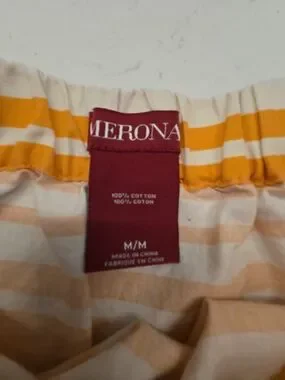 MERONA
100% COTTON
100% COTON
M/M
MADE IN CHINA
FABRIQUÉ EN CHINE